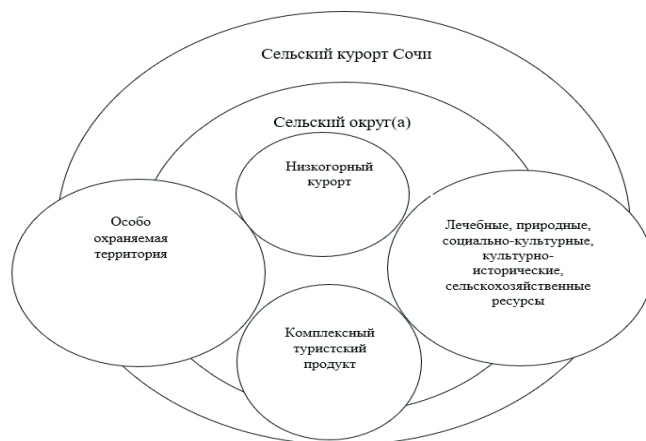 Сельский курорт Сочи
Сельский округ(а)
Низкогорный
курорт
Особо
охраняемая
территория
Лечебные, природные,
социально-культурные,
культурно-
исторические,
сельскохозяйственные
ресурсы
Комплексный
туристский
продукт